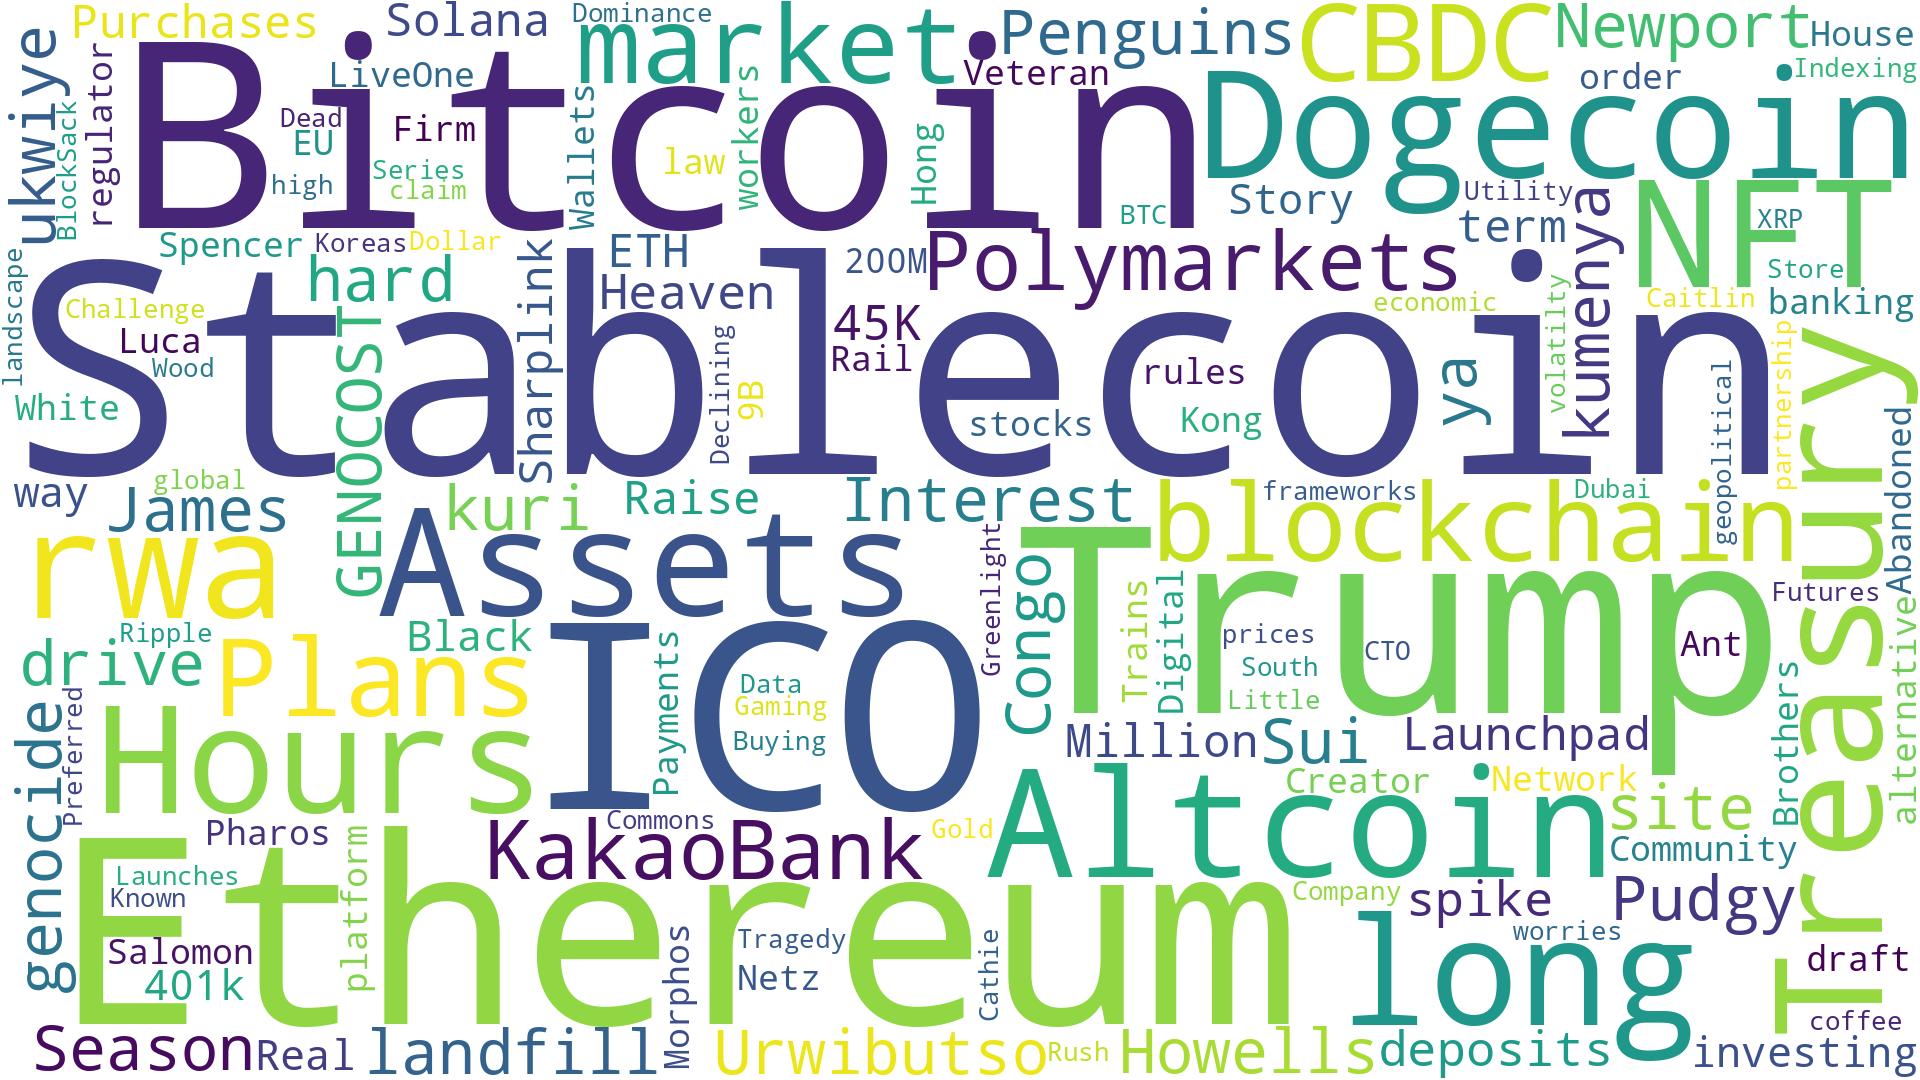 Purchases
Solana
Dominance
market
Penguins
CBDC
Newport
House
ukwiye
BlockSack
regulator
Bitcoin
LiveOne
Dead
EU
Firm
Series
high
claim
Wallets
law
workers
Hong
Veteran
BTC
Dogecoin
order
Indexing
Story
Utility
term
kumenya
NFT
XRP
Store
banking
Caitlin
landscape
Spencer
Koreas
Dollar
hard
Sharplink
ETH
Heaven
200M
Polymarkets
economic
volatilty
Challenge
Luca
Wood
White
Stablecoin
GENOCOST
Declining
9B
45K
Rail
stocks
rules
Kong
ya
geopolitical
partnership
Treasury
Abandoned
way
global
James
kuri
Raise
Interest
frameworks
Dubai
blockchain
rwa
Assets
Greenlight
Congo
Trump
Trains
Digital
prices
South
Little
CTO
Ant
Futures
alternative
Ripple
drive
Plans
Black
ICO
Payments
Data
Gaming
Buying
Million
Sui
Launchpad
Brothers
genocide
Preferred
Hours
Pharos
Commons
KakaoBank
Gold
Altcoin
Creator
Network
site
Community
Launches
Known
Ethereum
platform
Salomon
401k
Morphos
Tragedy
Netz
Cathie
Company
spike
Pudgy
worries
long
draft
coffee
Season
Real
landfill
Urwibutso
Rush
Howells
deposits
investing